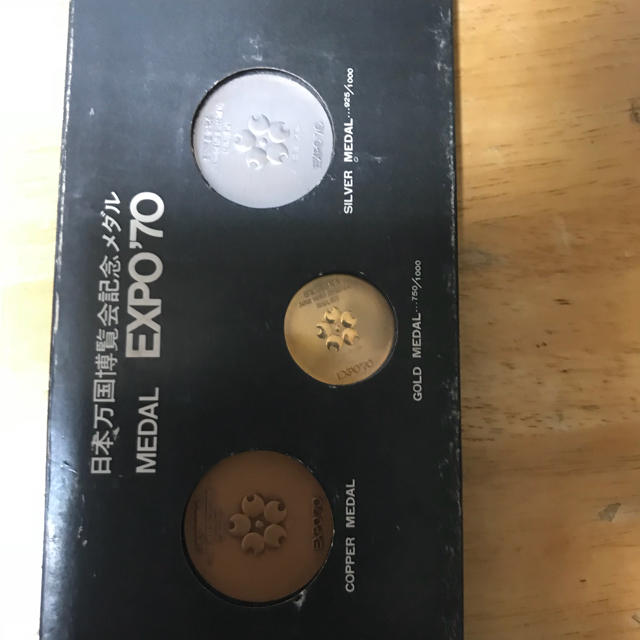 日本万国博覧会記念メダル
MEDAL EXPO'70
COPPER MEDAL
GOLD MEDAL...750/1000
SILVER MEDAL...925/1000
EXPO'70
EXPO'70
EXPO'70